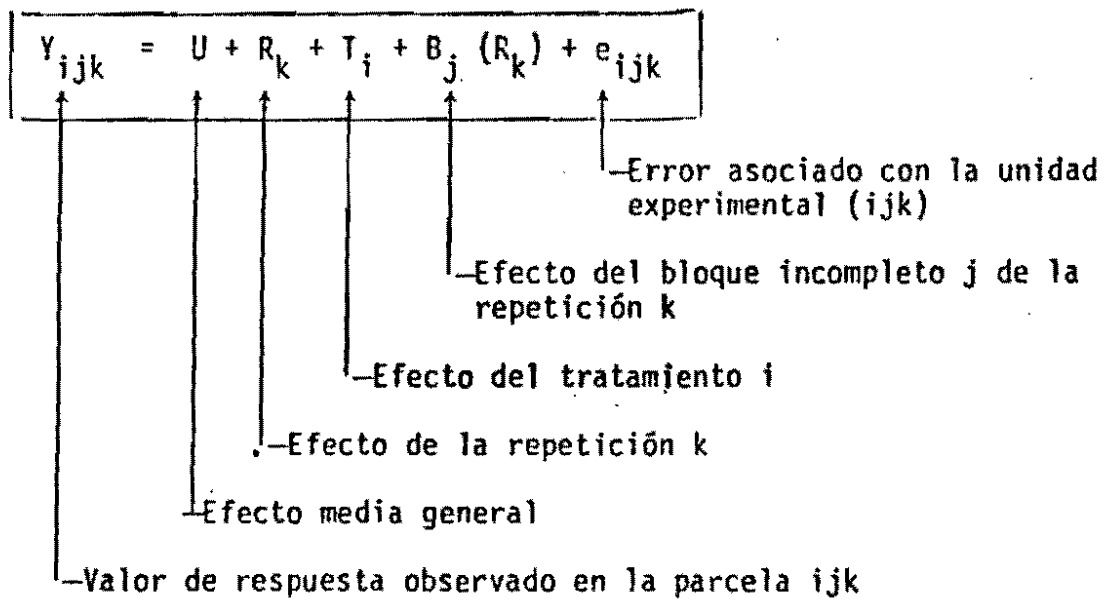 Y_ijk = U + R_k + T_i + B_j (R_k) + e_ijk
Error asociado con la unidad
experimental (ijk)
Efecto del bloque incompleto j de la
repetición k
Efecto del tratamiento i
Efecto de la repetición k
Efecto media general
Valor de respuesta observado en la parcela ijk